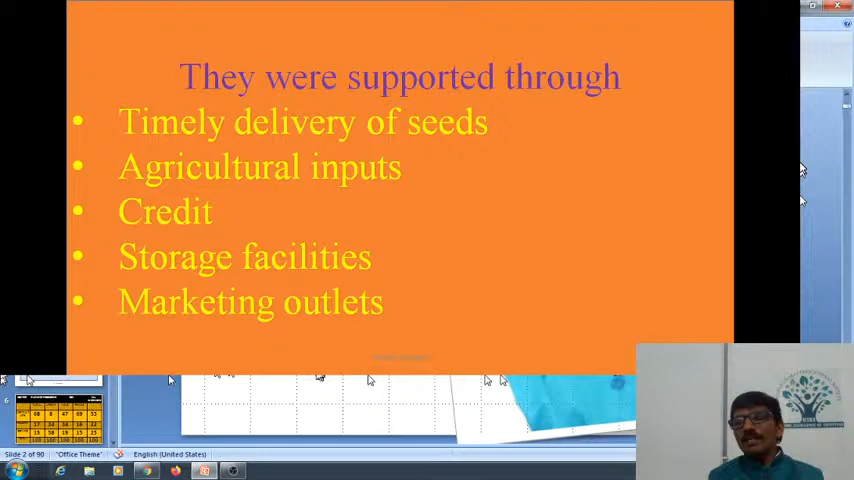 They were supported through
• Timely delivery of seeds
• Agricultural inputs
• Credit
• Storage facilities
• Marketing outlets
6
Slide 2 of 90
"Office Theme"
English (United States)